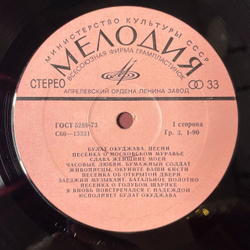 МИНИСТЕРСТВО КУЛЬТУРЫ СССР
МЕЛОДИЯ
ВСЕСОЮЗНАЯ ФИРМА ГРАМПЛАСТИНОК
СТЕРЕО
33
АПРЕЛЕВСКИЙ ОРДЕНА ЛЕНИНА ЗАВОД
ГОСТ 5289-73
1 сторона
С60—13331
Гр. 3. 1-90
БУЛАТ ОКУДЖАВА. ПЕСНИ
ПЕСЕНКА О МОСКОВСКОМ МУРАВЬЕ
СЛАВА ЖЕНЩИНЕ МОЕЙ
ЧАСОВЫЕ ЛЮБВИ. БУМАЖНЫЙ СОЛДАТ
ЖИВОПИСЦЫ, ОКУНИТЕ ВАШИ КИСТИ
ПЕСЕНКА ОБ ОТКРЫТОЙ ДВЕРИ
ЗАЕЗЖИЙ МУЗЫКАНТ. БАТАЛЬНОЕ ПОЛОТНО
ПЕСЕНКА О ГОЛУБОМ ШАРИКЕ
Я ВНОВЬ ПОВСТРЕЧАЛСЯ С НАДЕЖДОЙ
ИСПОЛНЯЕТ БУЛАТ ОКУДЖАВА